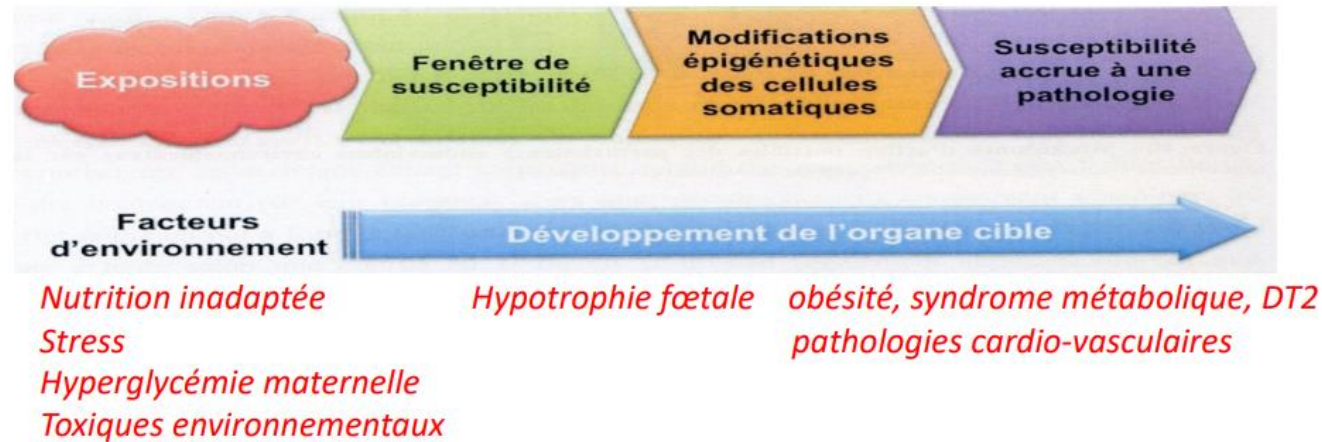 Expositions
Fenêtre de
susceptibilité
Modifications
épigénétiques
des cellules
somatiques
Susceptibilité
accrue à une
pathologie
Facteurs
d'environnement
Développement de l'organe cible
Nutrition inadaptée
Hypotrophie fœtale
obésité, syndrome métabolique, DT2
Stress
pathologies cardio-vasculaires
Hyperglycémie maternelle
Toxiques environnementaux